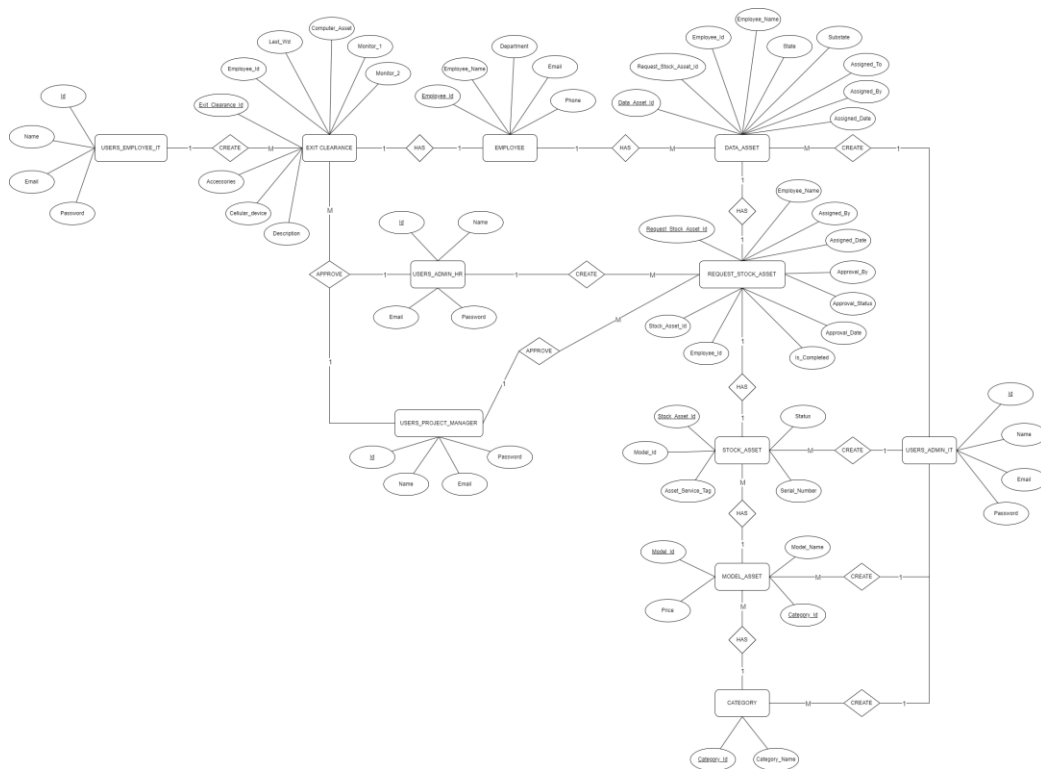 Employee_Name
Computer_Asset
Substate
Department
Employee_Id
State
Last_Wd
Monitor_1
Request_Stock_Asset_Id
Assigned_To
Employee_Name
Email
Employee_Id
Monitor_2
Assigned_By
Id
Employee_Id
Phone
Data_Asset_Id
Exit_Clearance_Id
Assigned_Date
Name
USERS_EMPLOYEE_IT
1
CREATE
M
EXIT CLEARANCE
1
HAS
1
EMPLOYEE
1
HAS
M
DATA_ASSET
M
CREATE
1
Email
Accessories
1
Employee_Name
Cellular_device
Password
M
HAS
Assigned_By
Description
Id
Name
1
Request_Stock_Asset_Id
Assigned_Date
APPROVE
1
USERS_ADMIN_HR
1
CREATE
M
REQUEST_STOCK_ASSET
Approval_By
Approval_Status
Email
Password
M
Stock_Asset_Id
Approval_Date
APPROVE
Employee_Id
1
Is_Completed
1
1
HAS
Id
USERS_PROJECT_MANAGER
Stock_Asset_Id
1
Status
Name
Id
Password
Model_Id
STOCK_ASSET
M
CREATE
1
USERS_ADMIN_IT
Name
Email
Asset_Service_Tag
M
Serial_Number
Email
HAS
Password
Model_Id
1
Model_Name
MODEL_ASSET
M
CREATE
1
Price
M
Category_Id
HAS
1
CATEGORY
M
CREATE
1
Category_Id
Category_Name